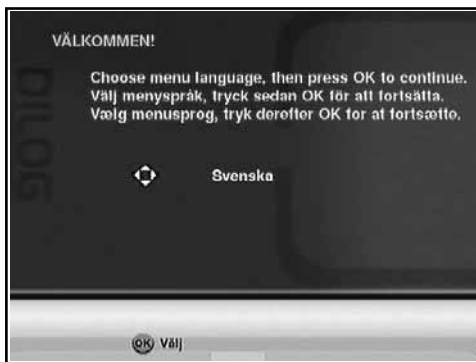 VÄLKOMMEN!
Choose menu language, then press OK to continue.
Välj menyspråk, tryck sedan OK för att fortsätta.
Vælg menusprog, tryk derefter OK for at fortsætte.
DILOG
Svenska
OK Välj